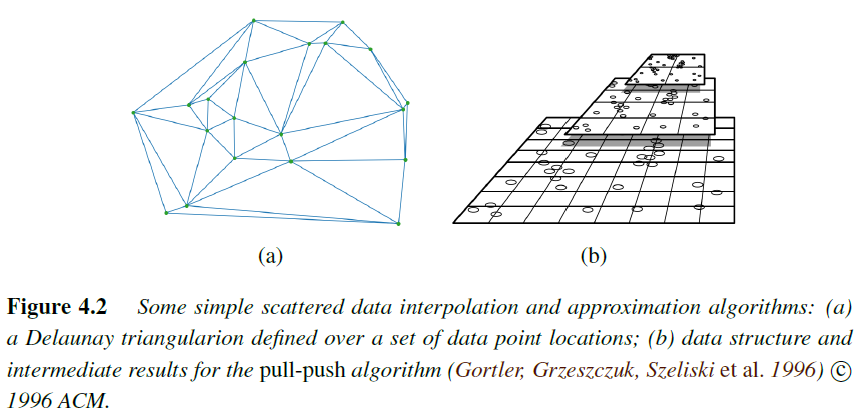 (a)
(b)
Figure 4.2 Some simple scattered data interpolation and approximation algorithms: (a)
a Delaunay triangularion defined over a set of data point locations; (b) data structure and
intermediate results for the pull-push algorithm (Gortler, Grzeszczuk, Szeliski et al. 1996) ©
1996 ACM.